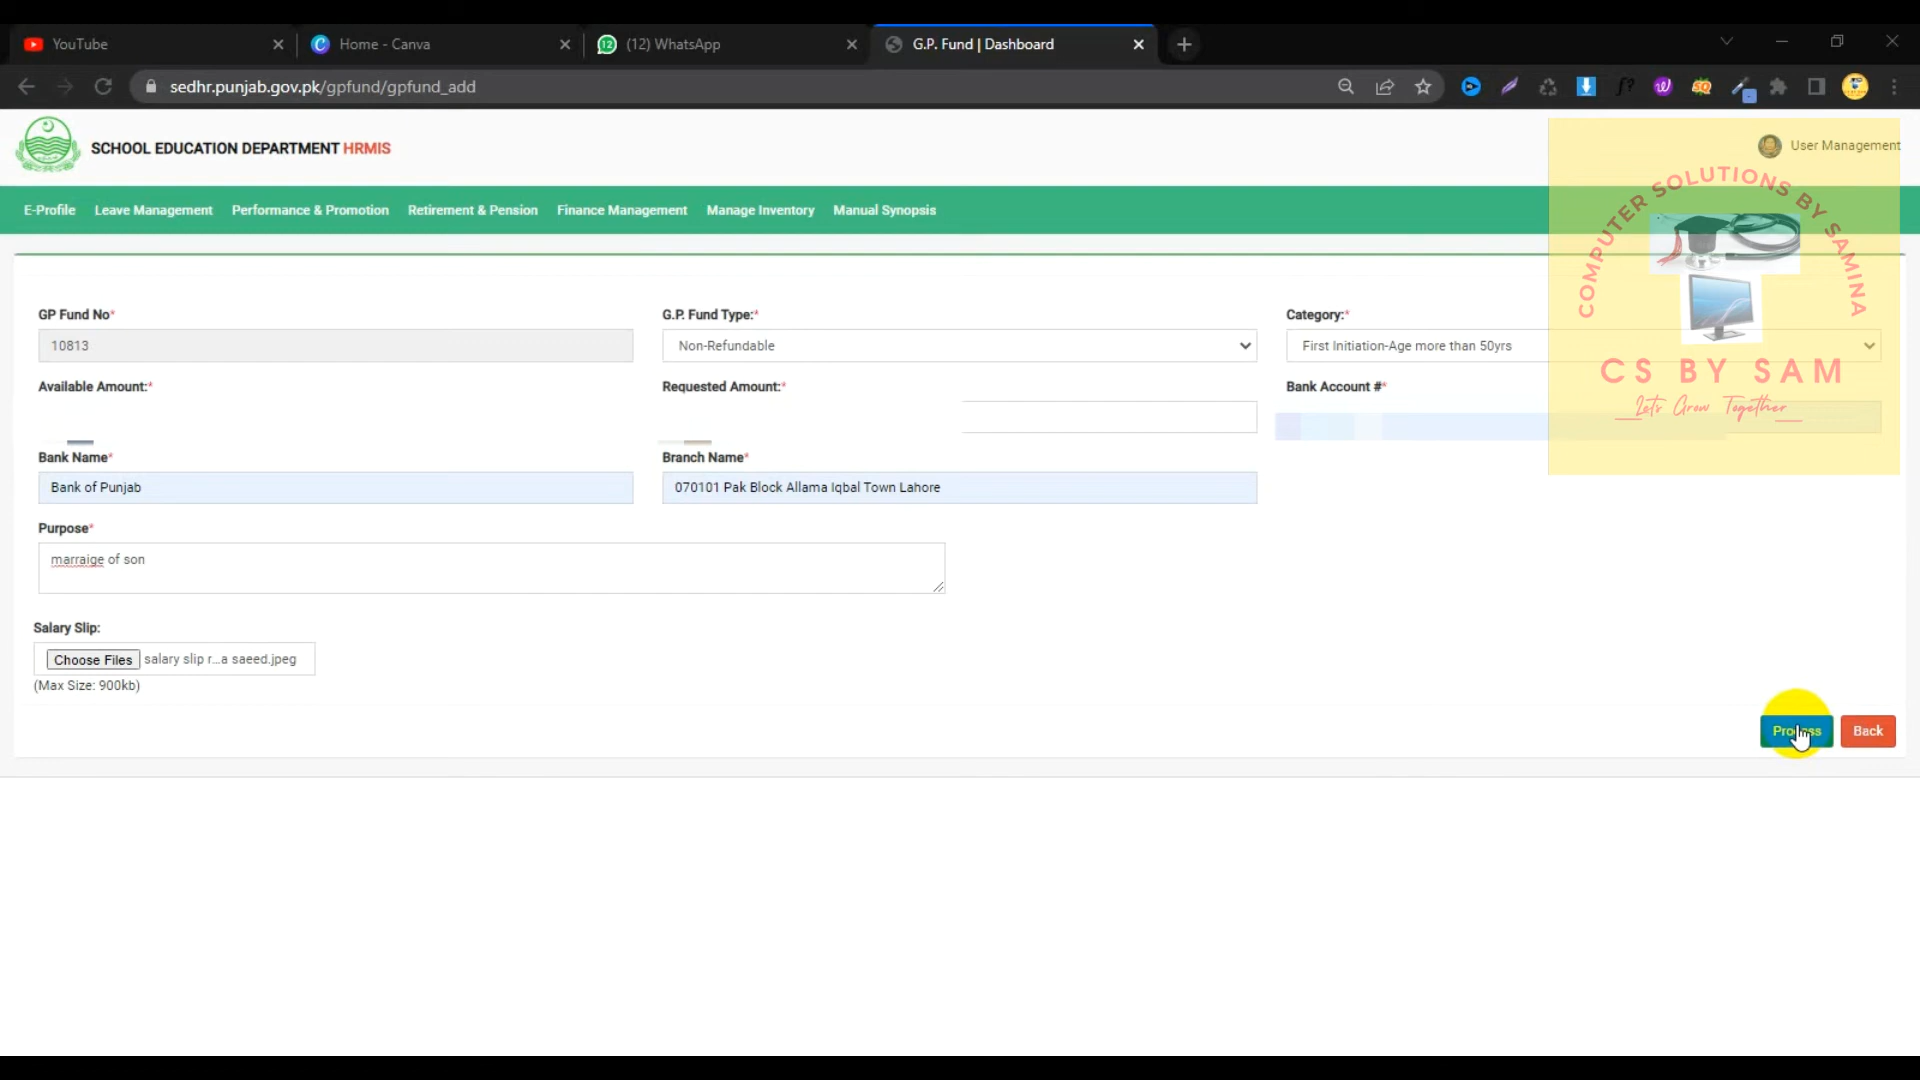 YouTube
Home - Canva
(12) WhatsApp
G.P. Fund | Dashboard
sedhr.punjab.gov.pk/gpfund/gpfund_add
SCHOOL EDUCATION DEPARTMENT HRMIS
User Management
E-Profile Leave Management Performance & Promotion Retirement & Pension Finance Management Manage Inventory Manual Synopsis
COMPUTER SOLUTIONS BY SAMINA
CS BY SAM
Lets Grow Together
GP Fund No* G.P. Fund Type:* Category:*
10813 Non-Refundable First Initiation-Age more than 50yrs
Available Amount:* Requested Amount:* Bank Account #*
Bank Name* Branch Name*
Bank of Punjab 070101 Pak Block Allama Iqbal Town Lahore
Purpose*
marraige of son
Salary Slip:
Choose Files salary slip r...a saeed.jpeg
(Max Size: 900kb)
Process Back